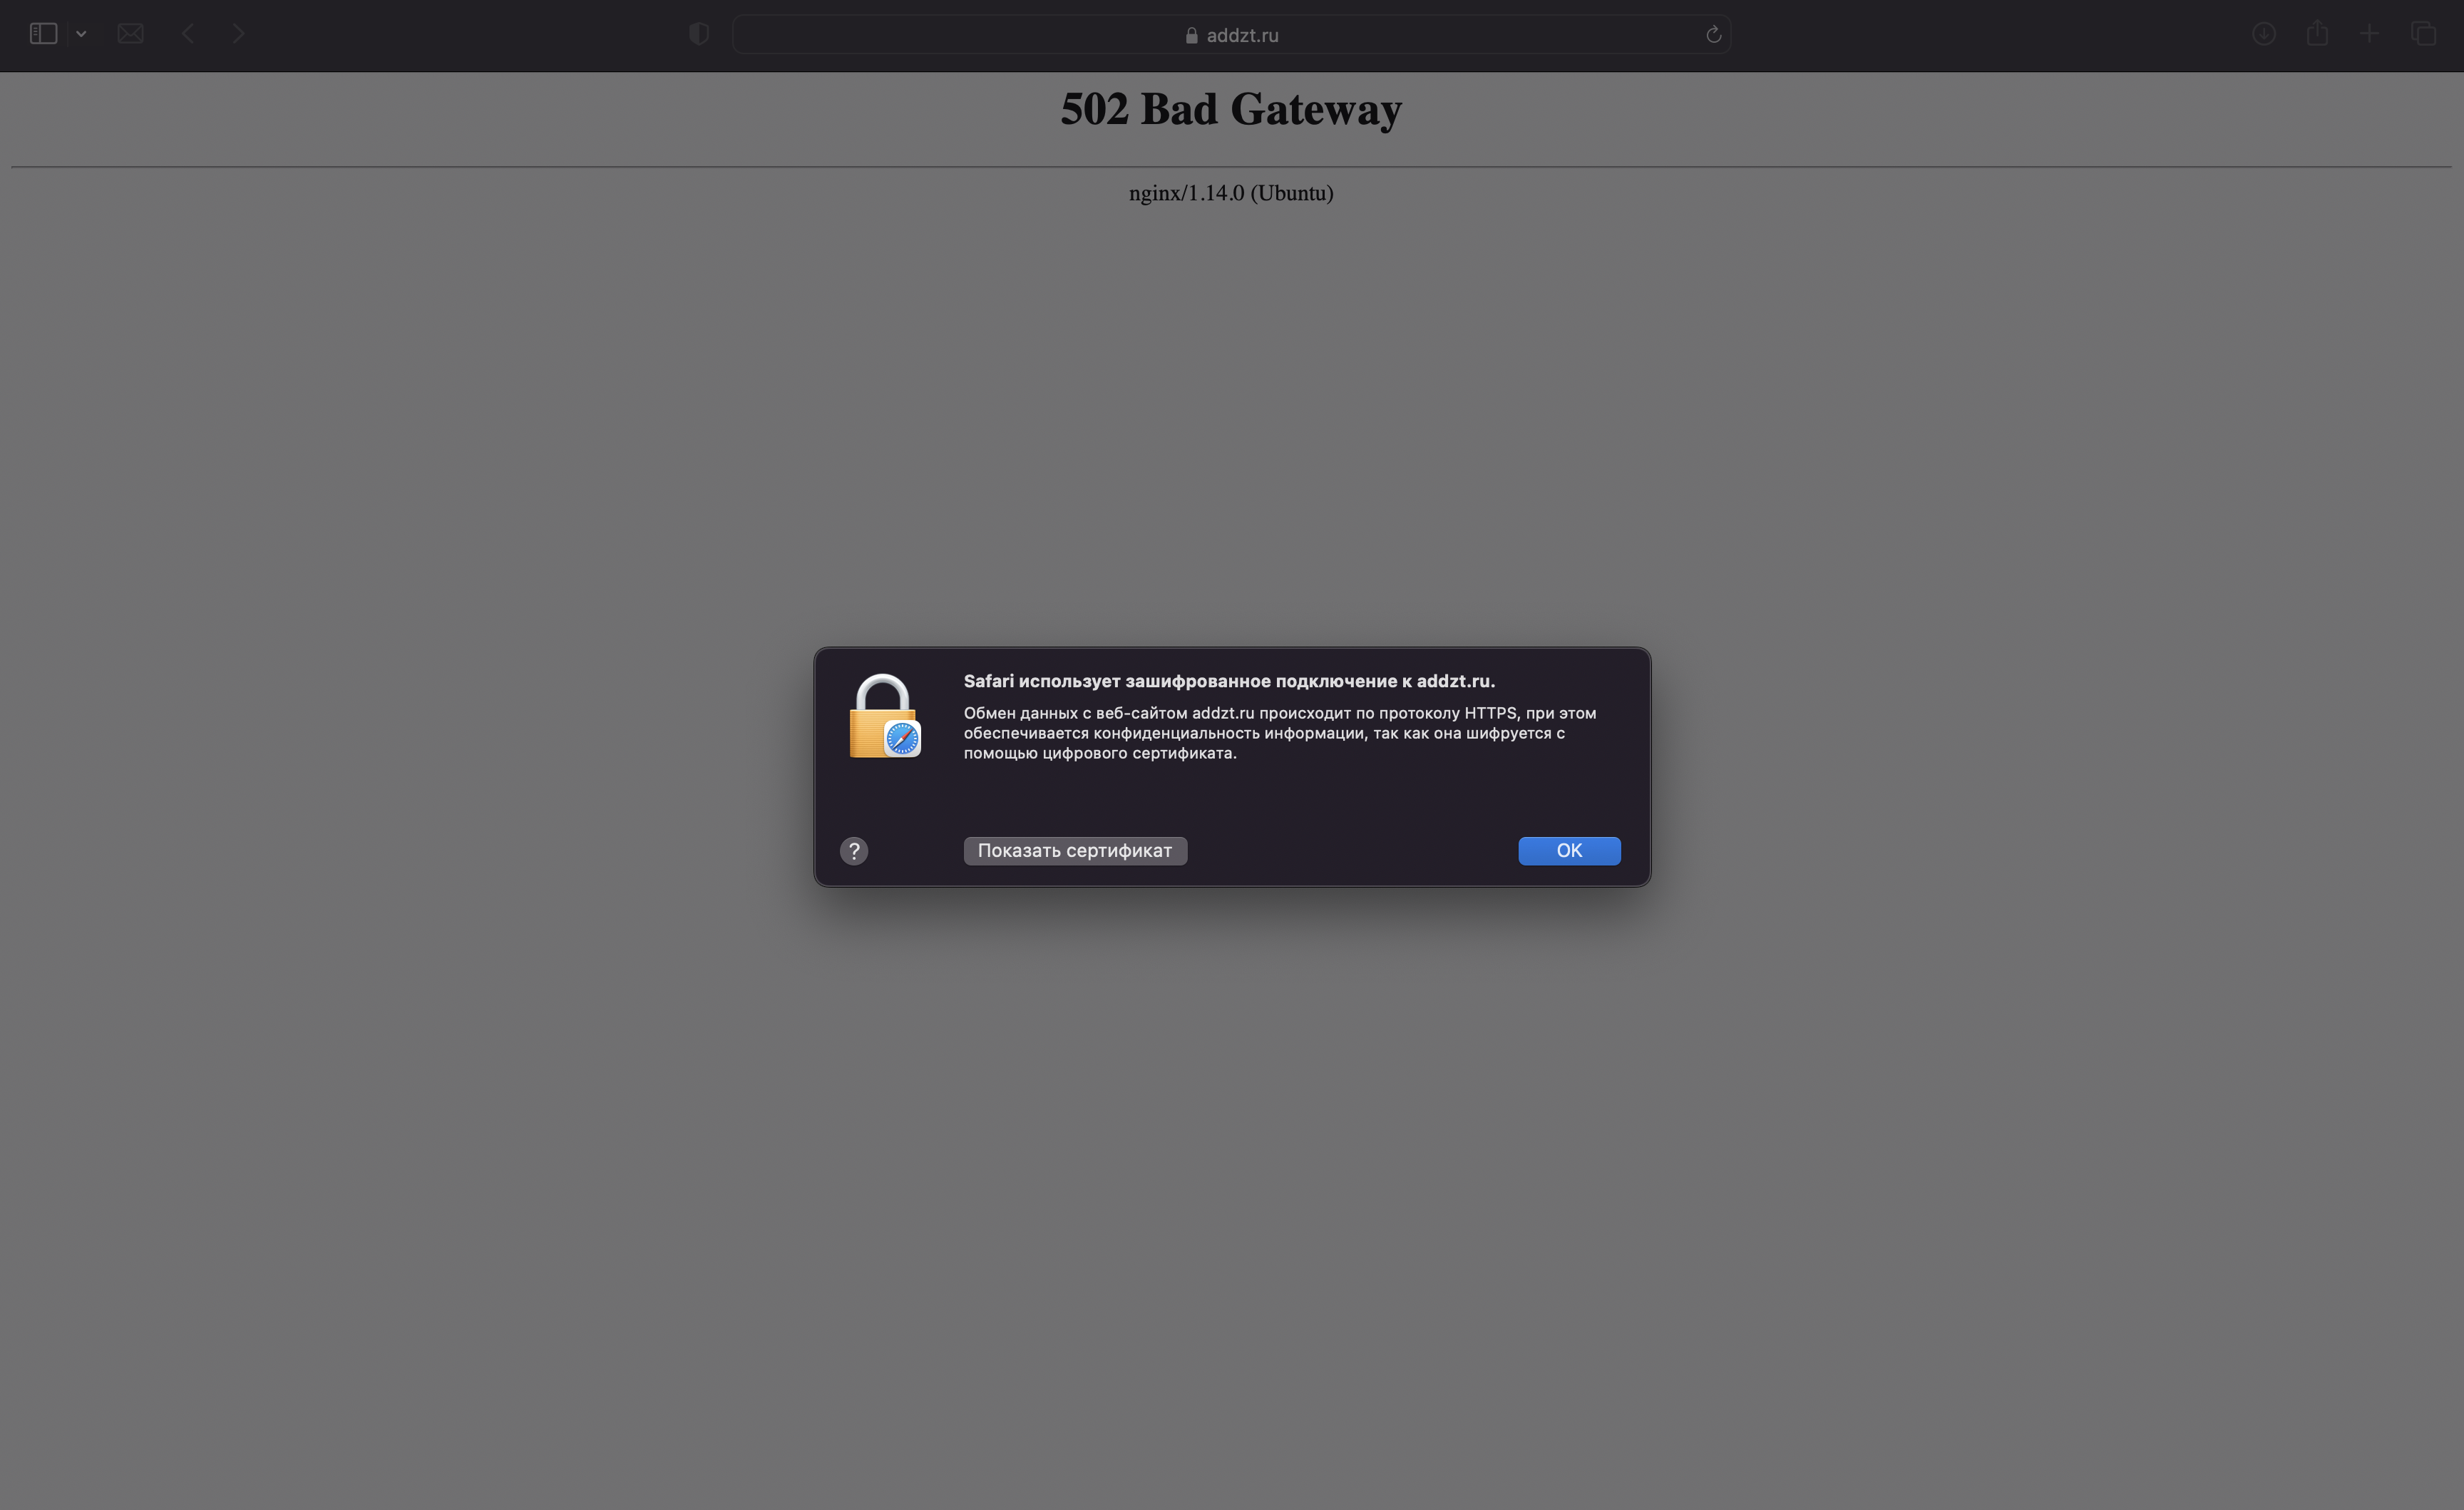 addzt.ru
502 Bad Gateway
nginx/1.14.0 (Ubuntu)
Safari использует зашифрованное подключение к addzt.ru.
Обмен данных с веб-сайтом addzt.ru происходит по протоколу HTTPS, при этом
обеспечивается конфиденциальность информации, так как она шифруется с
помощью цифрового сертификата.
?
Показать сертификат
OK